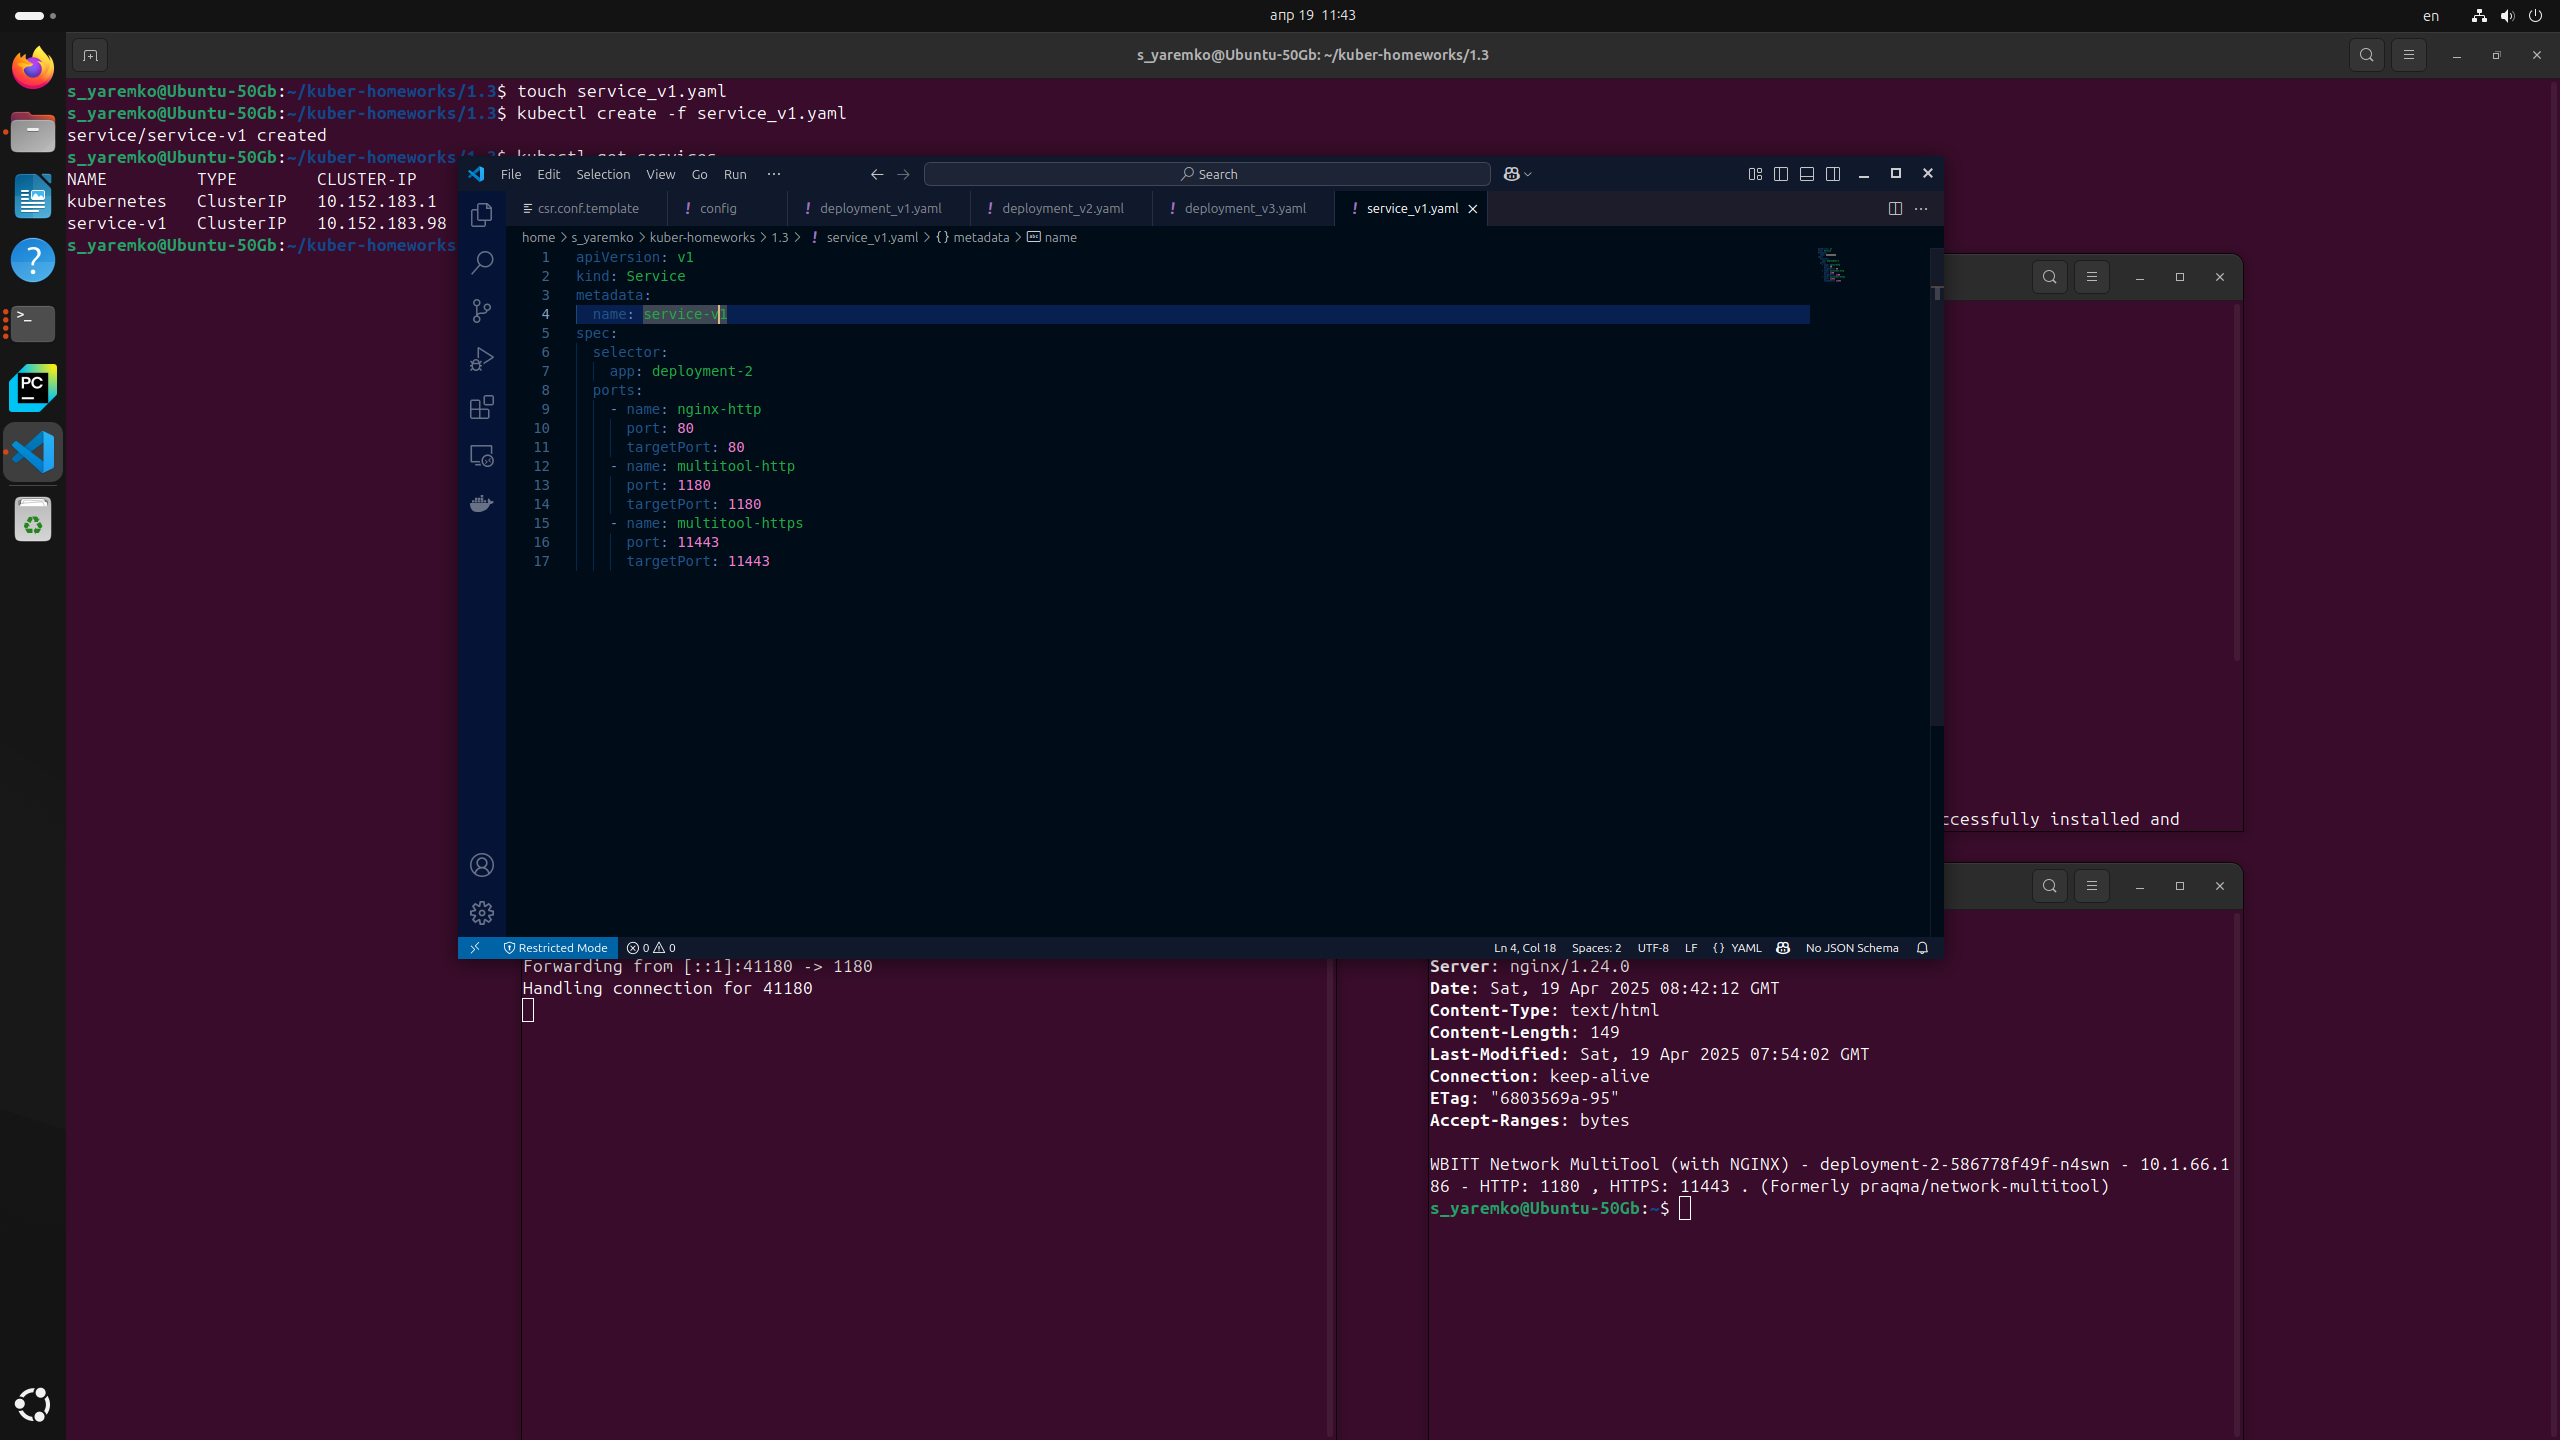 апр 19 11:43
en
s_yaremko@Ubuntu-50Gb: ~/kuber-homeworks/1.3
s_yaremko@Ubuntu-50Gb:~/kuber-homeworks/1.3$ touch service_v1.yaml
s_yaremko@Ubuntu-50Gb:~/kuber-homeworks/1.3$ kubectl create -f service_v1.yaml
service/service-v1 created
s_yaremko@Ubuntu-50Gb:~/kuber-homeworks/1.3$ kubectl get services
NAME TYPE CLUSTER-IP
kubernetes ClusterIP 10.152.183.1
service-v1 ClusterIP 10.152.183.98
s_yaremko@Ubuntu-50Gb:~/kuber-homeworks
File Edit Selection View Go Run ···
Search
csr.conf.template
! config
! deployment_v1.yaml
! deployment_v2.yaml
! deployment_v3.yaml
! service_v1.yaml
home > s_yaremko > kuber-homeworks > 1.3 > ! service_v1.yaml > {} metadata > name
1 apiVersion: v1
2 kind: Service
3 metadata:
4 name: service-v1
5 spec:
6 selector:
7 app: deployment-2
8 ports:
9 - name: nginx-http
10 port: 80
11 targetPort: 80
12 - name: multitool-http
13 port: 1180
14 targetPort: 1180
15 - name: multitool-https
16 port: 11443
17 targetPort: 11443
PC
Restricted Mode 0 0
Ln 4, Col 18 Spaces: 2 UTF-8 LF {} YAML No JSON Schema
ccessfully installed and
Forwarding from [::1]:41180 -> 1180
Handling connection for 41180
Server: nginx/1.24.0
Date: Sat, 19 Apr 2025 08:42:12 GMT
Content-Type: text/html
Content-Length: 149
Last-Modified: Sat, 19 Apr 2025 07:54:02 GMT
Connection: keep-alive
ETag: "6803569a-95"
Accept-Ranges: bytes
WBITT Network MultiTool (with NGINX) - deployment-2-586778f49f-n4swn - 10.1.66.1
86 - HTTP: 1180 , HTTPS: 11443 . (Formerly praqma/network-multitool)
s_yaremko@Ubuntu-50Gb:~$